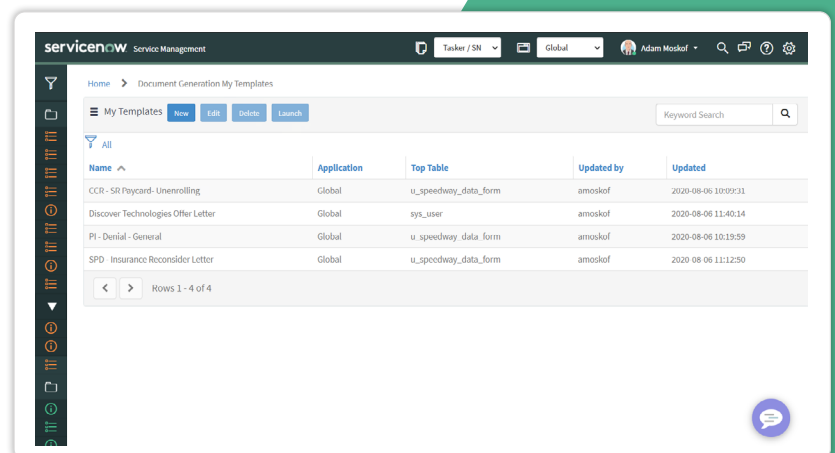 servicenow Service Management Tasker / SN Global Adam Moskof
Home > Document Generation My Templates
My Templates New Edit Delete Launch Keyword Search
All
Name Application Top Table Updated by Updated
CCR - SR Paycard- Unenrolling Global u_speedway_data_form amoskof 2020-08-06 10:09:31
Discover Technologies Offer Letter Global sys_user amoskof 2020-08-06 11:40:14
PI - Denial - General Global u_speedway_data_form amoskof 2020-08-06 10:19:59
SPD - Insurance Reconsider Letter Global u_speedway_data_form amoskof 2020-08-06 11:12:50
Rows 1 - 4 of 4